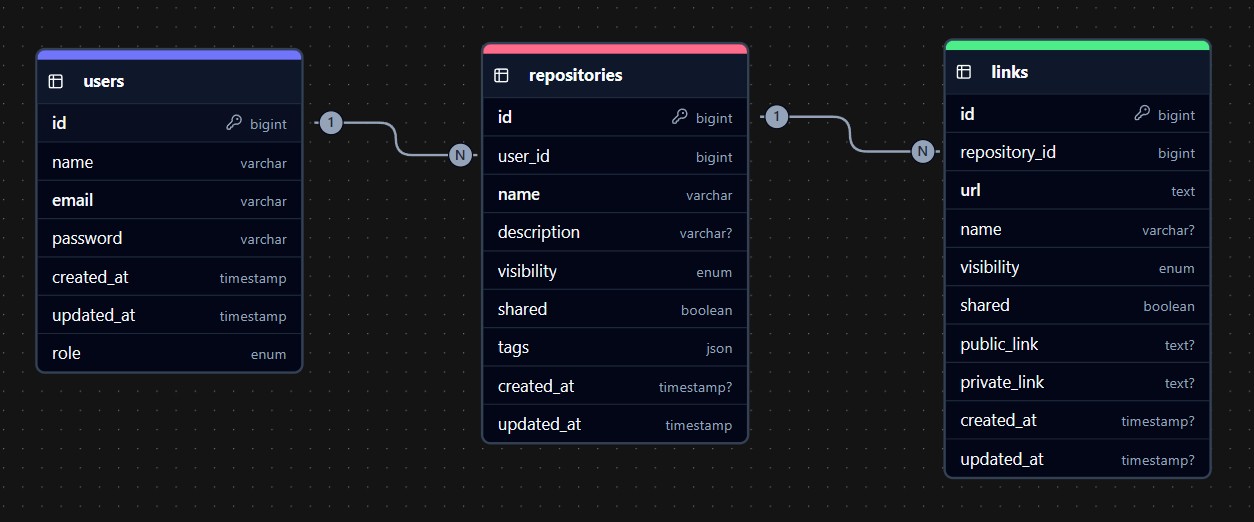 users
id bigint
name varchar
email varchar
password varchar
created_at timestamp
updated_at timestamp
role enum
1
N
repositories
id bigint
user_id bigint
name varchar
description varchar?
visibility enum
shared boolean
tags json
created_at timestamp?
updated_at timestamp
1
N
links
id bigint
repository_id bigint
url text
name varchar?
visibility enum
shared boolean
public_link text?
private_link text?
created_at timestamp?
updated_at timestamp?